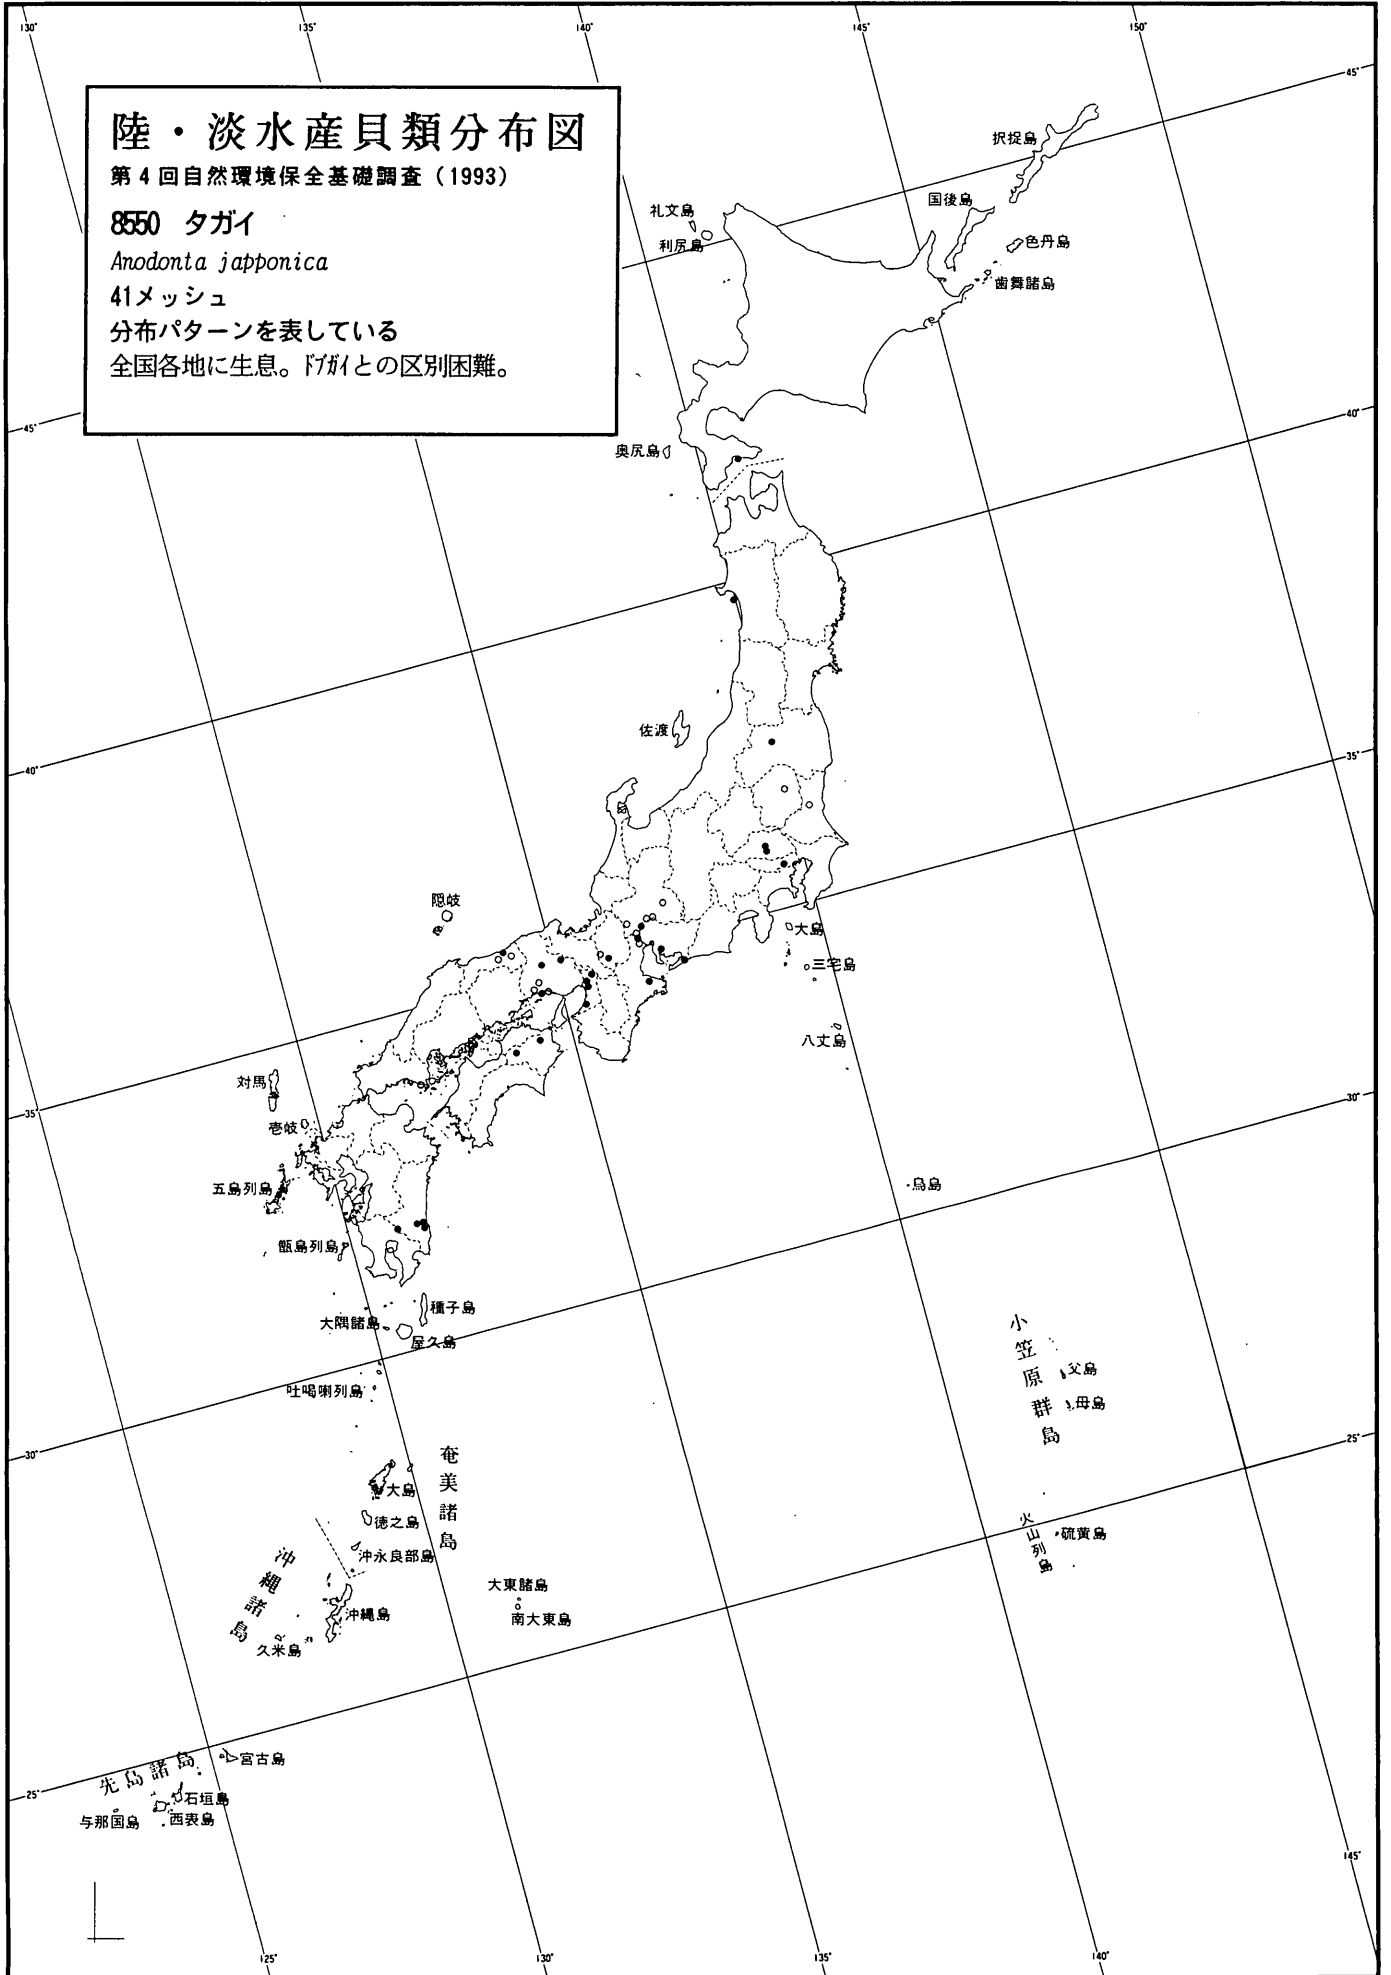 130°
135°
140°
145°
150°
45°
陸・淡水産貝類分布図
第4回自然環境保全基礎調査（1993）
8550 タガイ
Anodonta japponica
41メッシュ
分布パターンを表している
全国各地に生息。ﾄﾞﾌﾞｶﾞｲとの区別困難。
択捉島
国後島
色丹島
歯舞諸島
礼文島
利尻島
奥尻島
45°
40°
佐渡
40°
35°
隠岐
大島
三宅島
八丈島
対馬
35°
壱岐
30°
五島列島
鳥島
甑島列島
種子島
大隅諸島
屋久島
吐噶喇列島
小笠原群島
父島
母島
25°
30°
奄美諸島
大島
徳之島
沖永良部島
火山列島
硫黄島
沖縄諸島
沖縄島
久米島
大東諸島
南大東島
先島諸島
宮古島
25°
石垣島
与那国島
西表島
145°
125°
130°
135°
140°